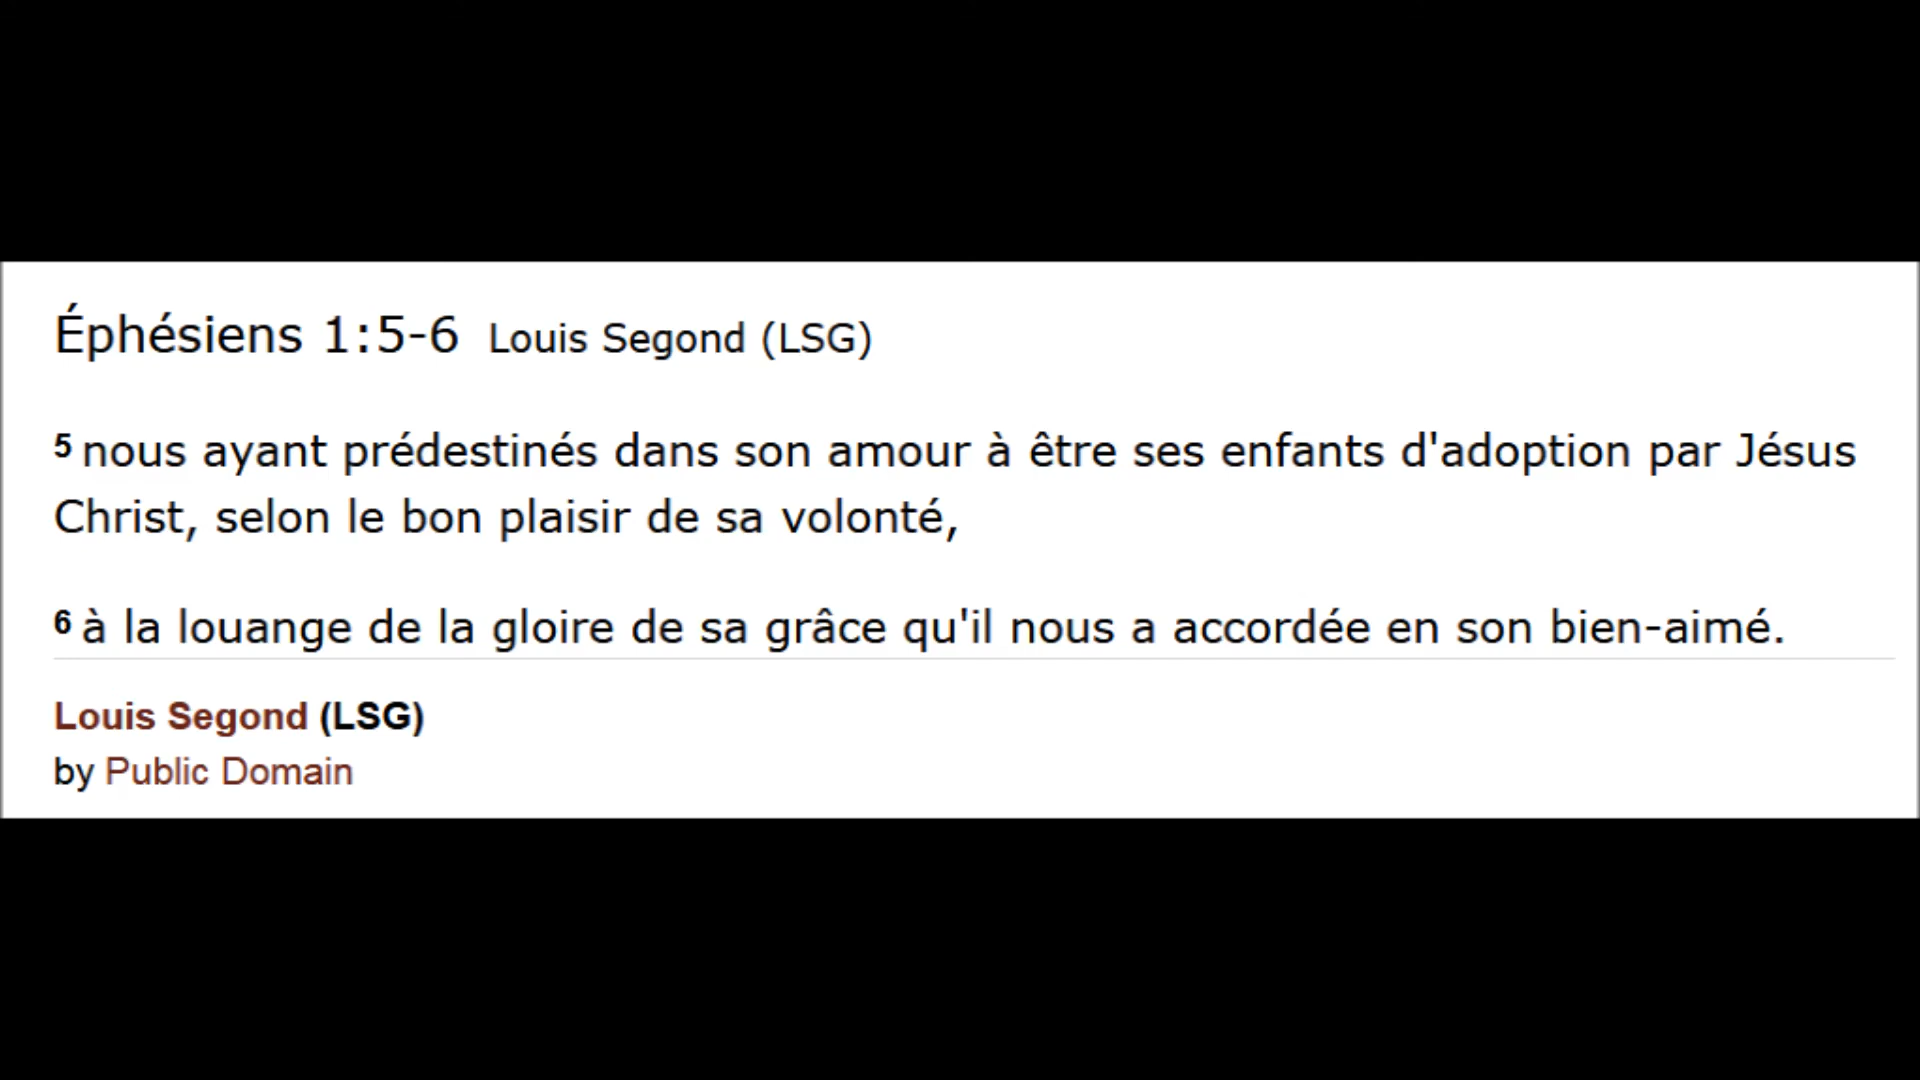 Éphésiens 1:5-6 Louis Segond (LSG)
5 nous ayant prédestinés dans son amour à être ses enfants d'adoption par Jésus
Christ, selon le bon plaisir de sa volonté,
6 à la louange de la gloire de sa grâce qu'il nous a accordée en son bien-aimé.
Louis Segond (LSG)
by Public Domain